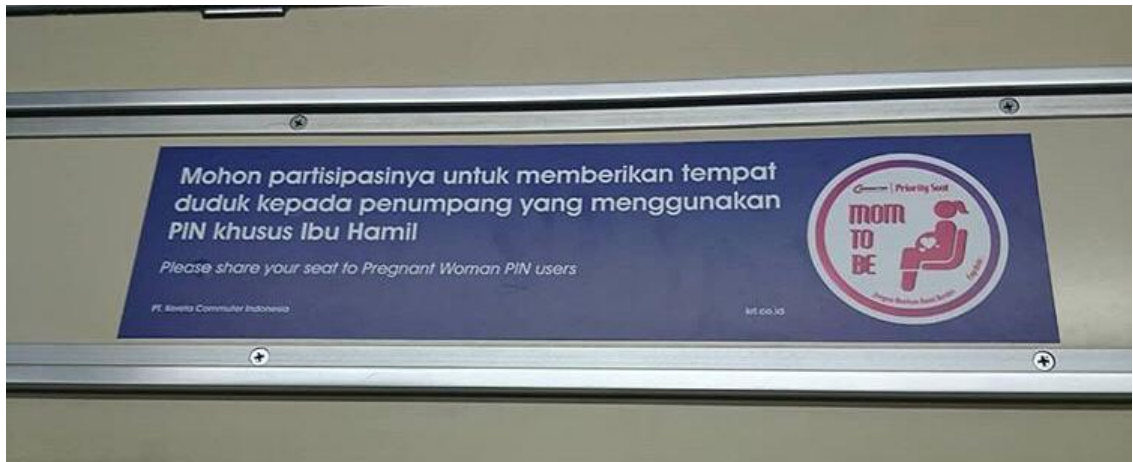 Mohon partisipasinya untuk memberikan tempat
duduk kepada penumpang yang menggunakan
PIN khusus Ibu Hamil
Please share your seat to Pregnant Woman PIN users
PT. Kereta Commuter Indonesia
krl.co.id
Priority Seat
MOM
TO
BE